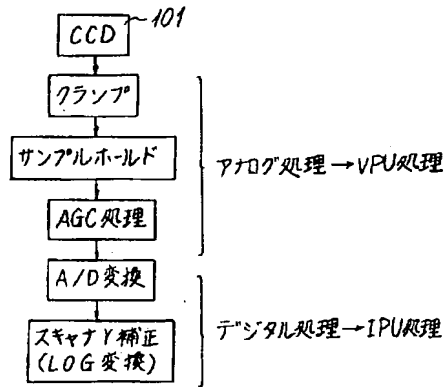 CCD
101
クランプ
サンプルホールド
AGC処理
アナログ処理→VPU処理
A/D変換
スキャナγ補正
(LOG変換)
デジタル処理→IPU処理